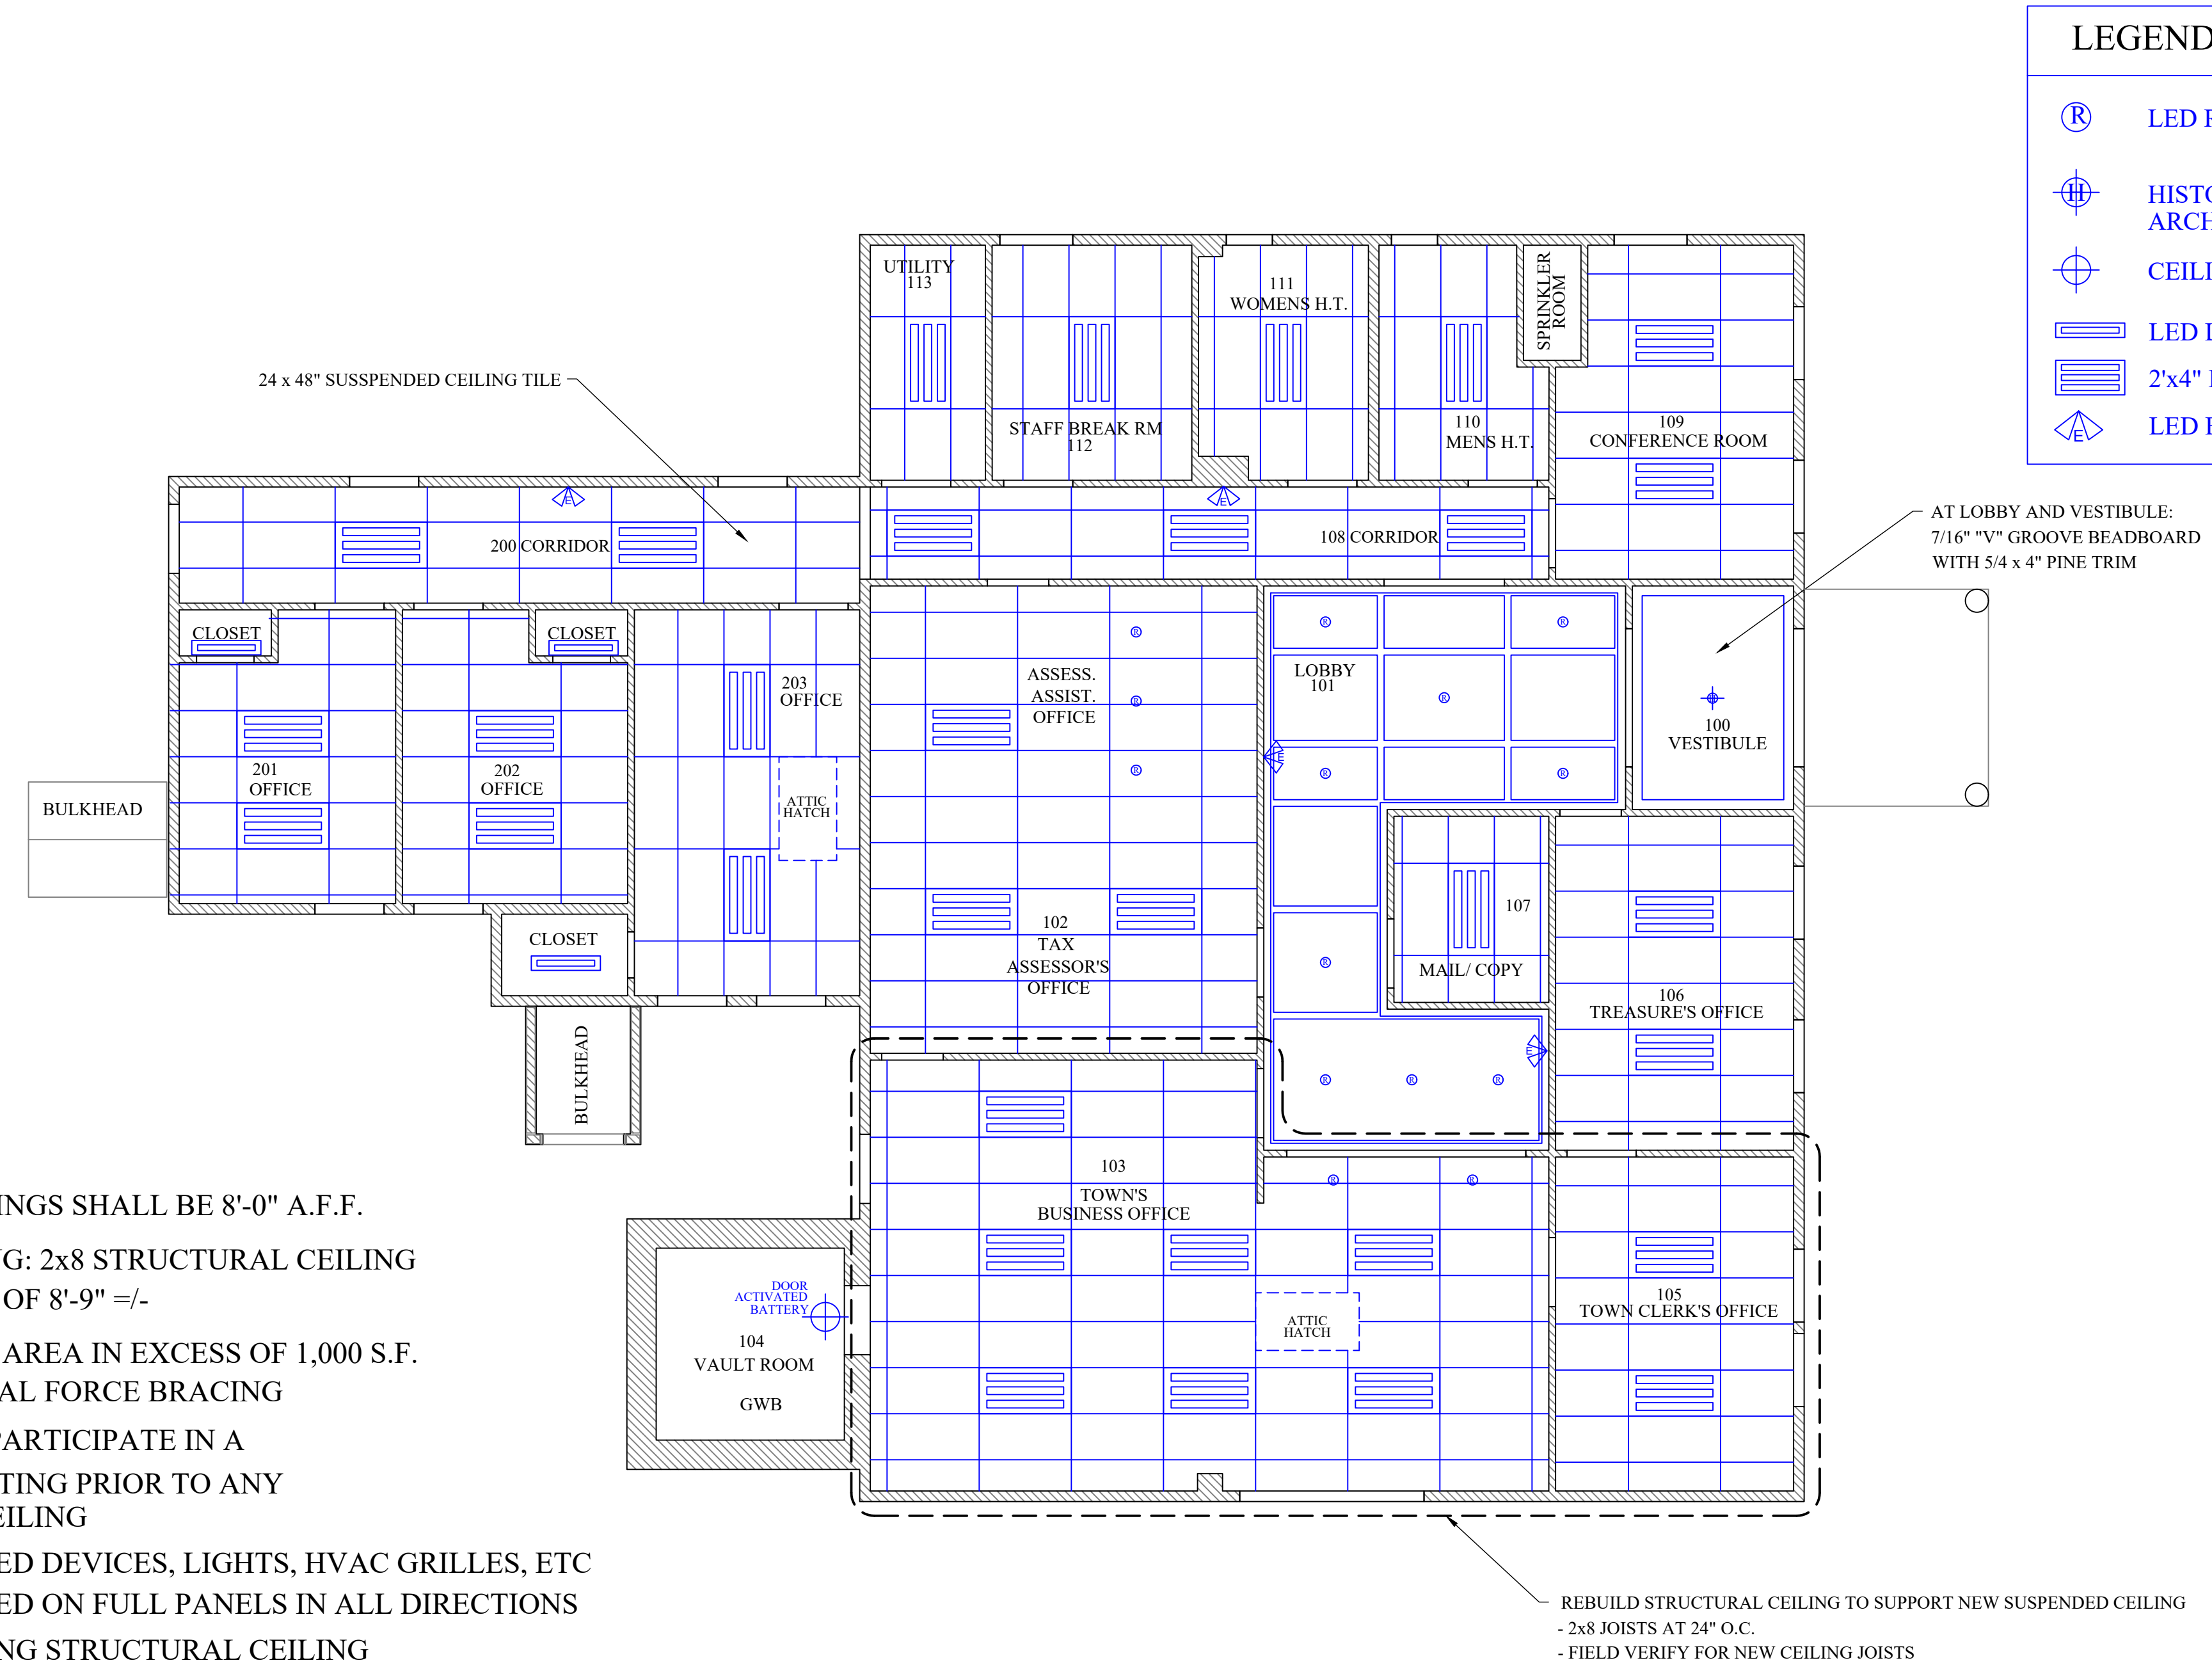 LEGEND
R
LED
H
HISTO
ARCH
CEILI
LED
2'x4"
E
LED
UTILITY
113
STAFF BREAK RM
112
111
WOMENS H.T.
110
MENS H.T.
SPRINKLER
ROOM
109
CONFERENCE ROOM
24 x 48" SUSSPENDED CEILING TILE
E
E
200 CORRIDOR
108 CORRIDOR
AT LOBBY AND VESTIBULE:
7/16" "V" GROOVE BEADBOARD
WITH 5/4 x 4" PINE TRIM
CLOSET
CLOSET
203
OFFICE
ASSESS.
ASSIST.
OFFICE
R
R
R
LOBBY
101
R
R
R
R
R
E
H
100
VESTIBULE
201
OFFICE
202
OFFICE
ATTIC
HATCH
BULKHEAD
CLOSET
102
TAX
ASSESSOR'S
OFFICE
R
107
MAIL/ COPY
106
TREASURE'S OFFICE
BULKHEAD
E
R
R
R
103
TOWN'S
BUSINESS OFFICE
R
R
DOOR
ACTIVATED
BATTERY
104
VAULT ROOM
GWB
ATTIC
HATCH
105
TOWN CLERK'S OFFICE
INGS SHALL BE 8'-0" A.F.F.
G: 2x8 STRUCTURAL CEILING
OF 8'-9" =/-
AREA IN EXCESS OF 1,000 S.F.
AL FORCE BRACING
PARTICIPATE IN A
TING PRIOR TO ANY
EILING
ED DEVICES, LIGHTS, HVAC GRILLES, ETC
ED ON FULL PANELS IN ALL DIRECTIONS
NG STRUCTURAL CEILING
REBUILD STRUCTURAL CEILING TO SUPPORT NEW SUSPENDED CEILING
- 2x8 JOISTS AT 24" O.C.
- FIELD VERIFY FOR NEW CEILING JOISTS